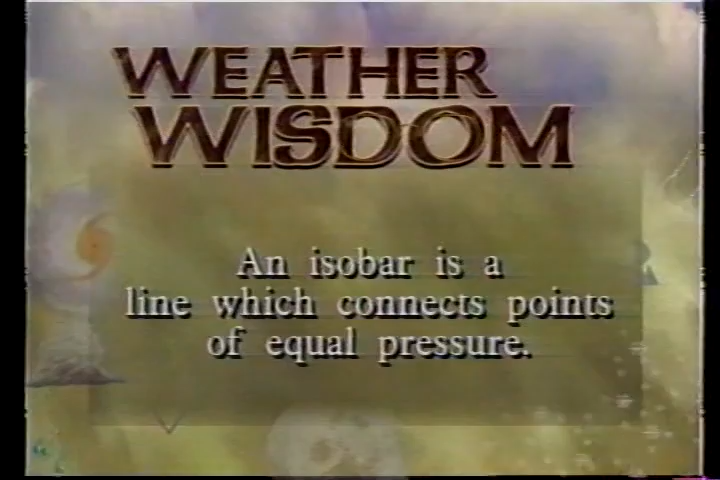 WEATHER
WISDOM
An isobar is a
line which connects points
of equal pressure.